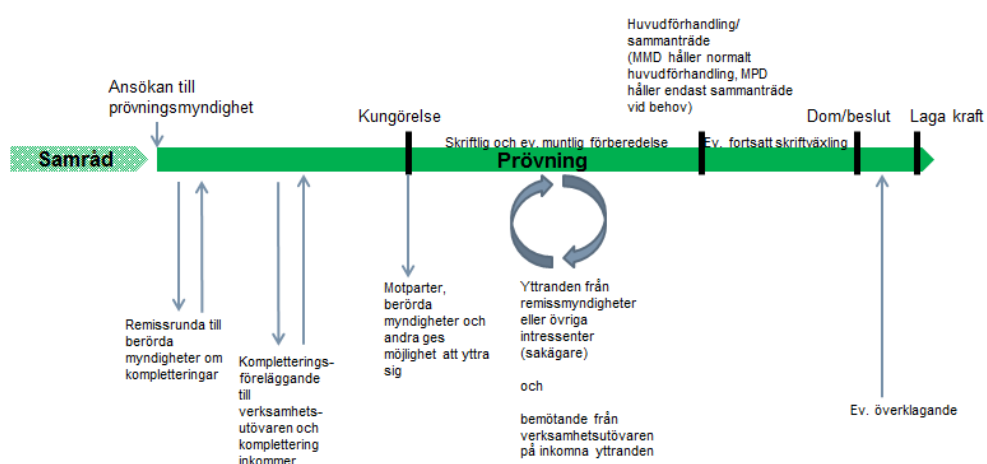 Huvudförhandling/
sammanträde
(MMD håller normalt
huvudförhandling, MPD
håller endast sammanträde
vid behov)
Ansökan till
prövningsmyndighet
Kungörelse
Dom/beslut
Laga kraft
Skriftlig och ev. muntlig förberedelse
Ev. fortsatt skriftväxling
Samråd
Prövning
Remissrunda till
berörda
myndigheter om
kompletteringar
Kompletterings-
föreläggande
till
verksamhets-
utövaren och
komplettering
inkommer
Motparter,
berörda
myndigheter och
andra ges
möjlighet att yttra
sig
Yttranden från
remissmyndigheter
eller övriga
intressenter
(sakägare)
och
bemötande från
verksamhetsutövaren
på inkomna yttranden
Ev. överklagande